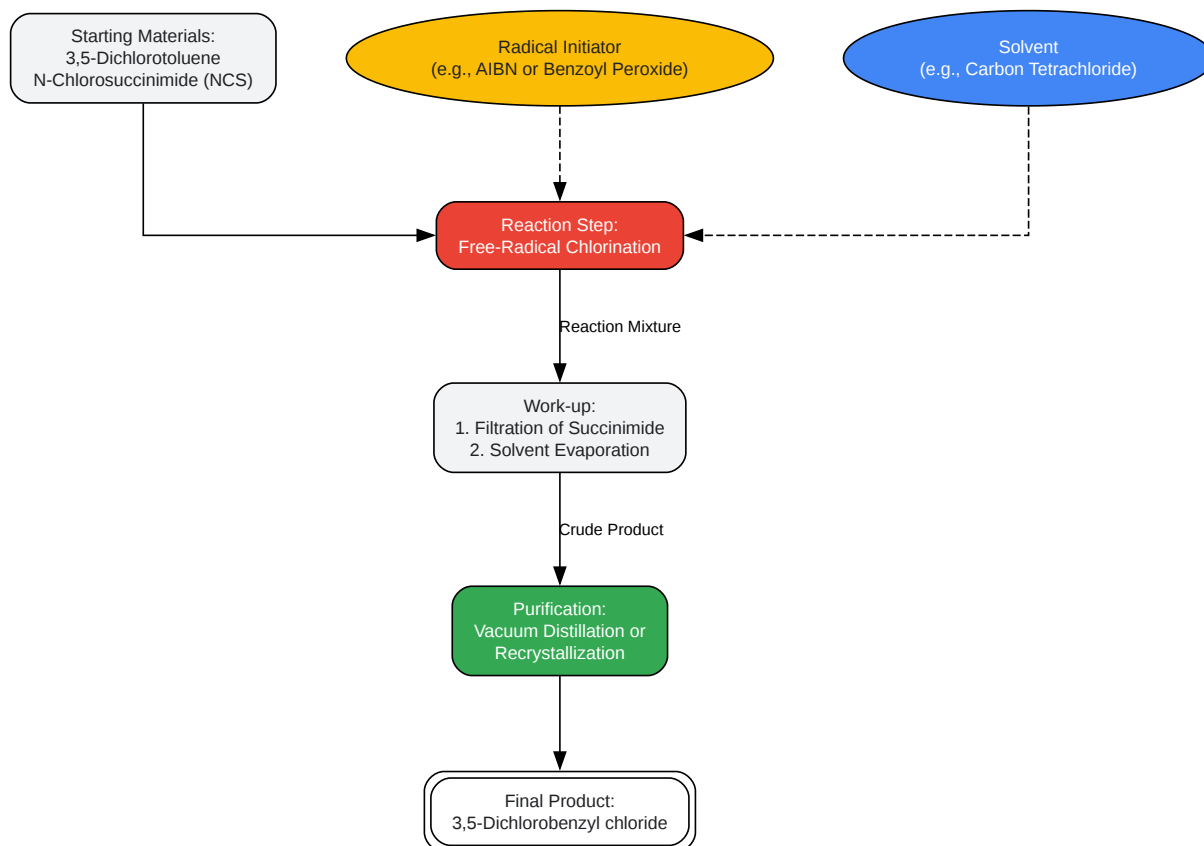 Starting Materials:
3,5-Dichlorotoluene
N-Chlorosuccinimide (NCS)
Radical Initiator
(e.g., AIBN or Benzoyl Peroxide)
Solvent
(e.g., Carbon Tetrachloride)
Reaction Step:
Free-Radical Chlorination
Reaction Mixture
Work-up:
1. Filtration of Succinimide
2. Solvent Evaporation
Crude Product
Purification:
Vacuum Distillation or
Recrystallization
Final Product:
3,5-Dichlorobenzyl chloride